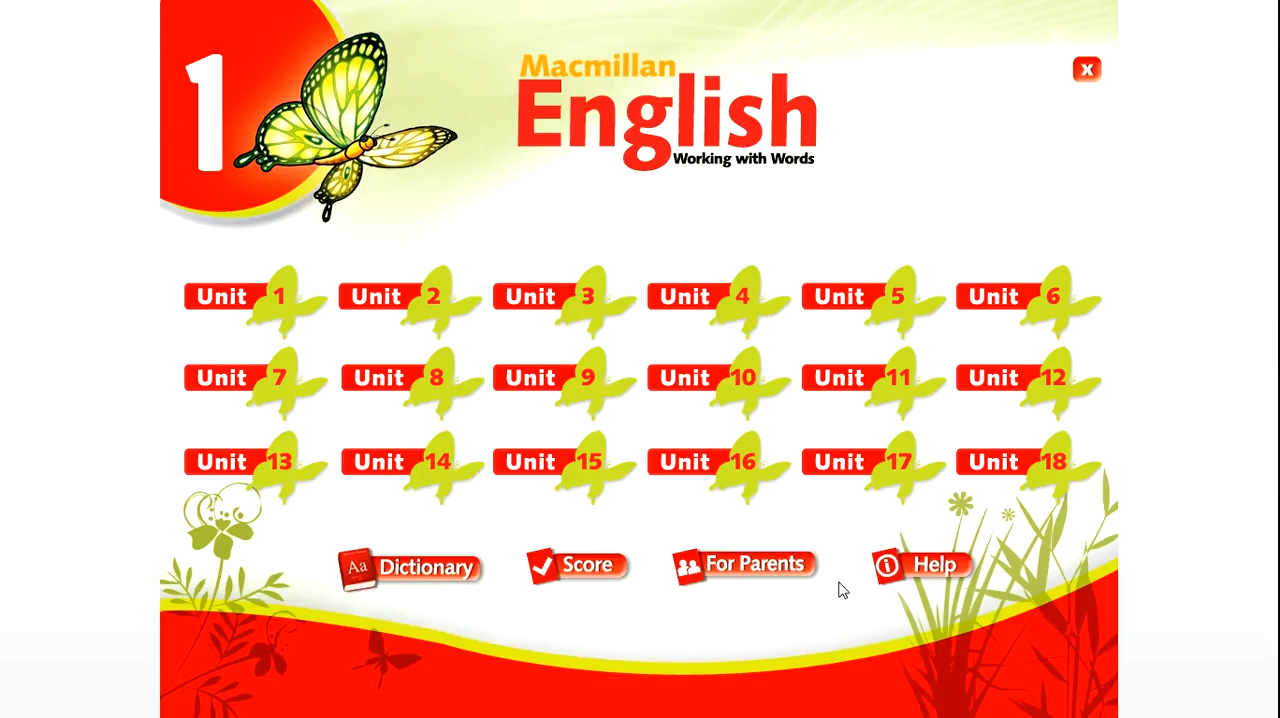 1
Macmillan
English
Working with Words
x
Unit 1
Unit 2
Unit 3
Unit 4
Unit 5
Unit 6
Unit 7
Unit 8
Unit 9
Unit 10
Unit 11
Unit 12
Unit 13
Unit 14
Unit 15
Unit 16
Unit 17
Unit 18
Aa Dictionary
Score
For Parents
i Help